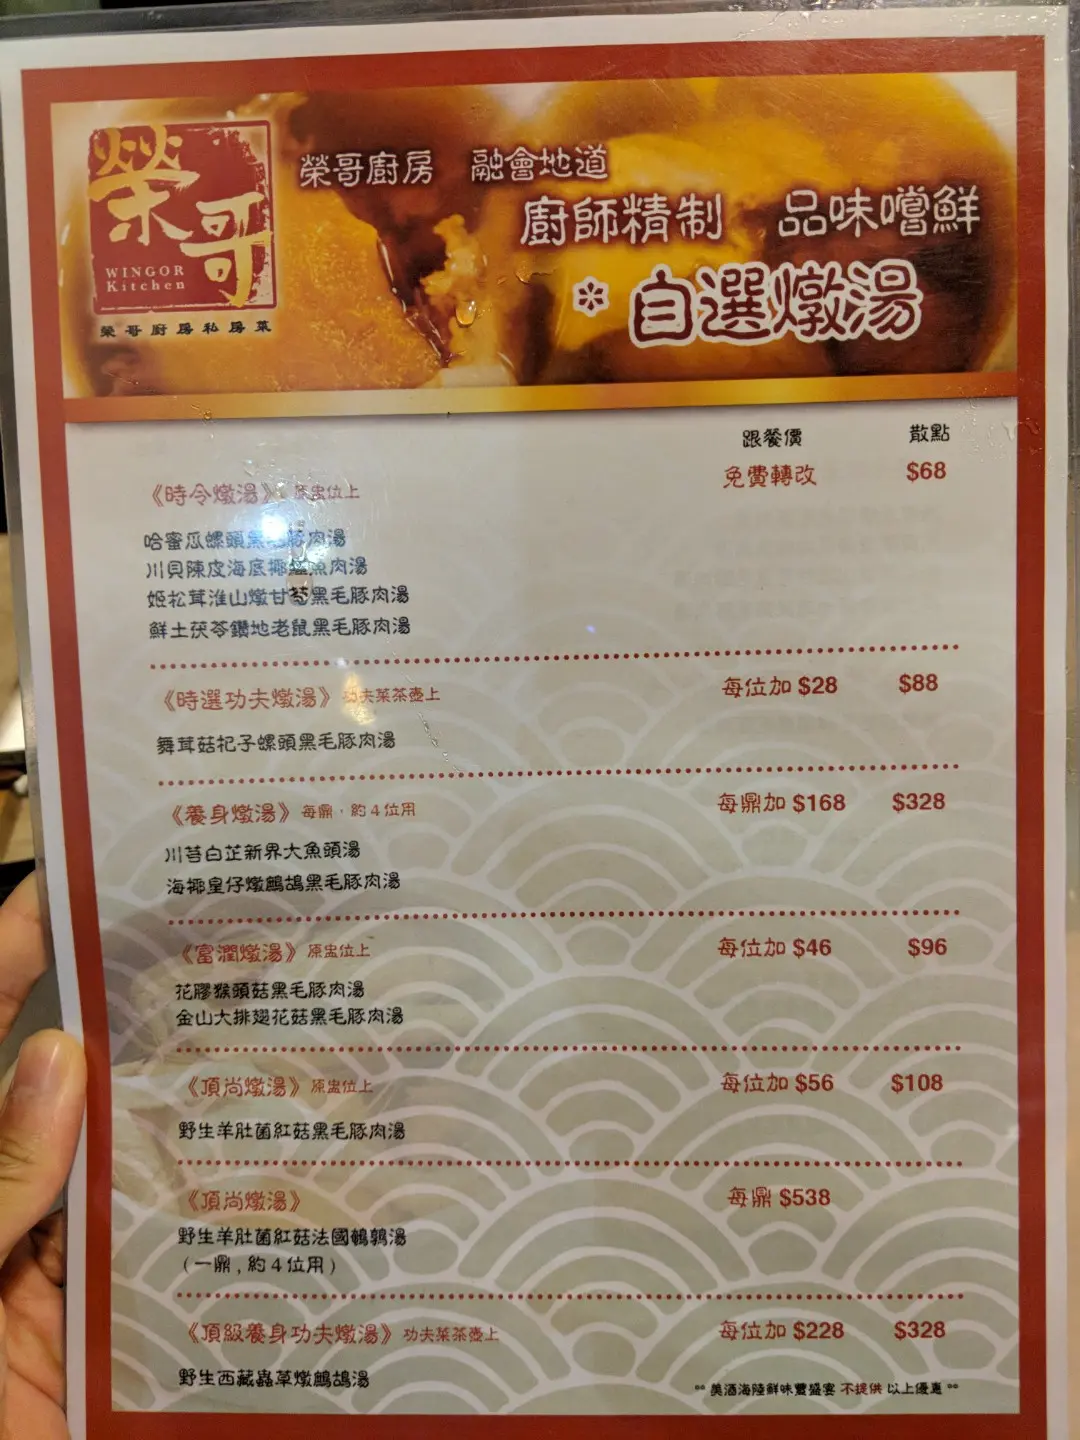 榮哥
WINGOR
Kitchen
榮哥廚房私房菜
榮哥廚房 融會地道
廚師精制 品味嚐鮮
自選燉湯
跟餐價 散點
《時令燉湯》 原盅位上 免費轉改 $68
哈蜜瓜螺頭黑毛豚肉湯
川貝陳皮海底椰 魚肉湯
姬松茸淮山燉甘筍黑毛豚肉湯
鮮土茯苓鑽地老鼠黑毛豚肉湯
《時選功夫燉湯》 功夫菜茶壺上 每位加 $28 $88
舞茸菇杞子螺頭黑毛豚肉湯
《養身燉湯》 每鼎，約 4 位用 每鼎加 $168 $328
川芎白芷新界大魚頭湯
海椰皇仔燉鷓鴣黑毛豚肉湯
《富潤燉湯》 原盅位上 每位加 $46 $96
花膠猴頭菇黑毛豚肉湯
金山大排翅花菇黑毛豚肉湯
《頂尚燉湯》 原盅位上 每位加 $56 $108
野生羊肚菌紅菇黑毛豚肉湯
《頂尚燉湯》 每鼎 $538
野生羊肚菌紅菇法國鵪鶉湯
( 一鼎 , 約 4 位用 )
《頂級養身功夫燉湯》 功夫菜茶壺上 每位加 $228 $328
野生西藏蟲草燉鷓鴣湯
°° 美酒海陸鮮味豐盛宴 不提供 以上優惠 °°